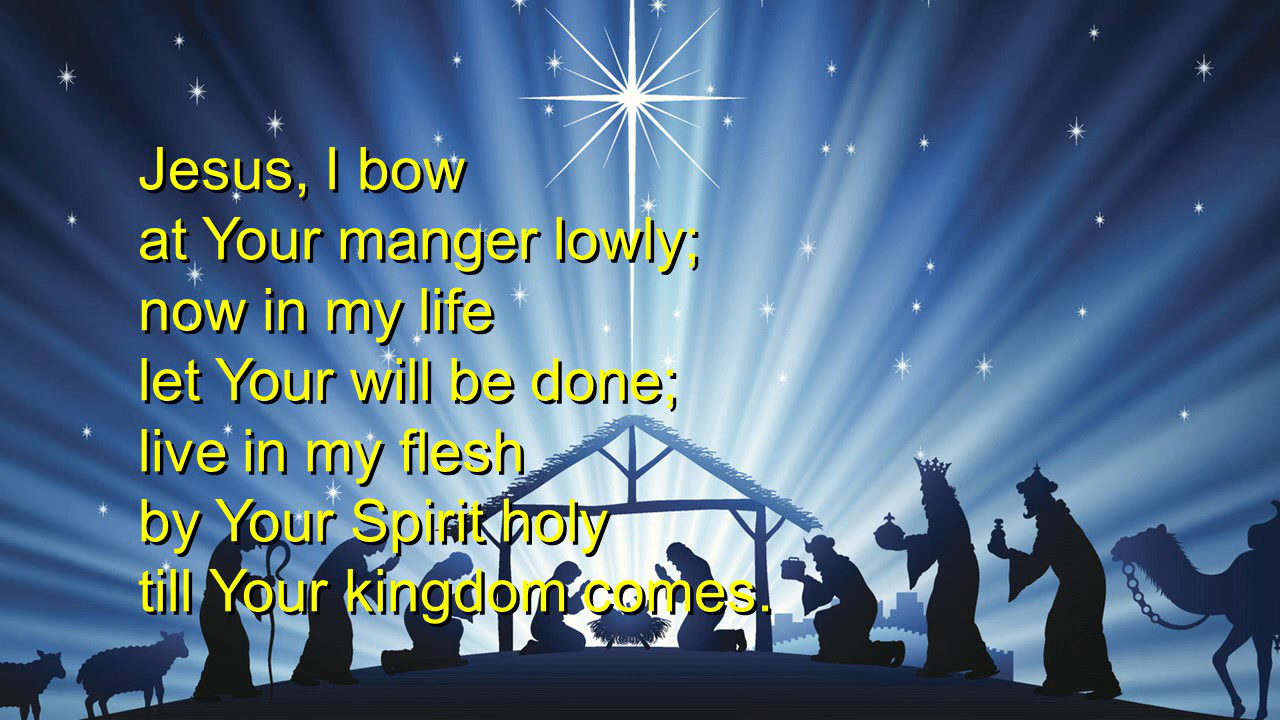 Jesus, I bow
at Your manger lowly;
now in my life
let Your will be done;
live in my flesh
by Your Spirit holy
till Your kingdom comes.